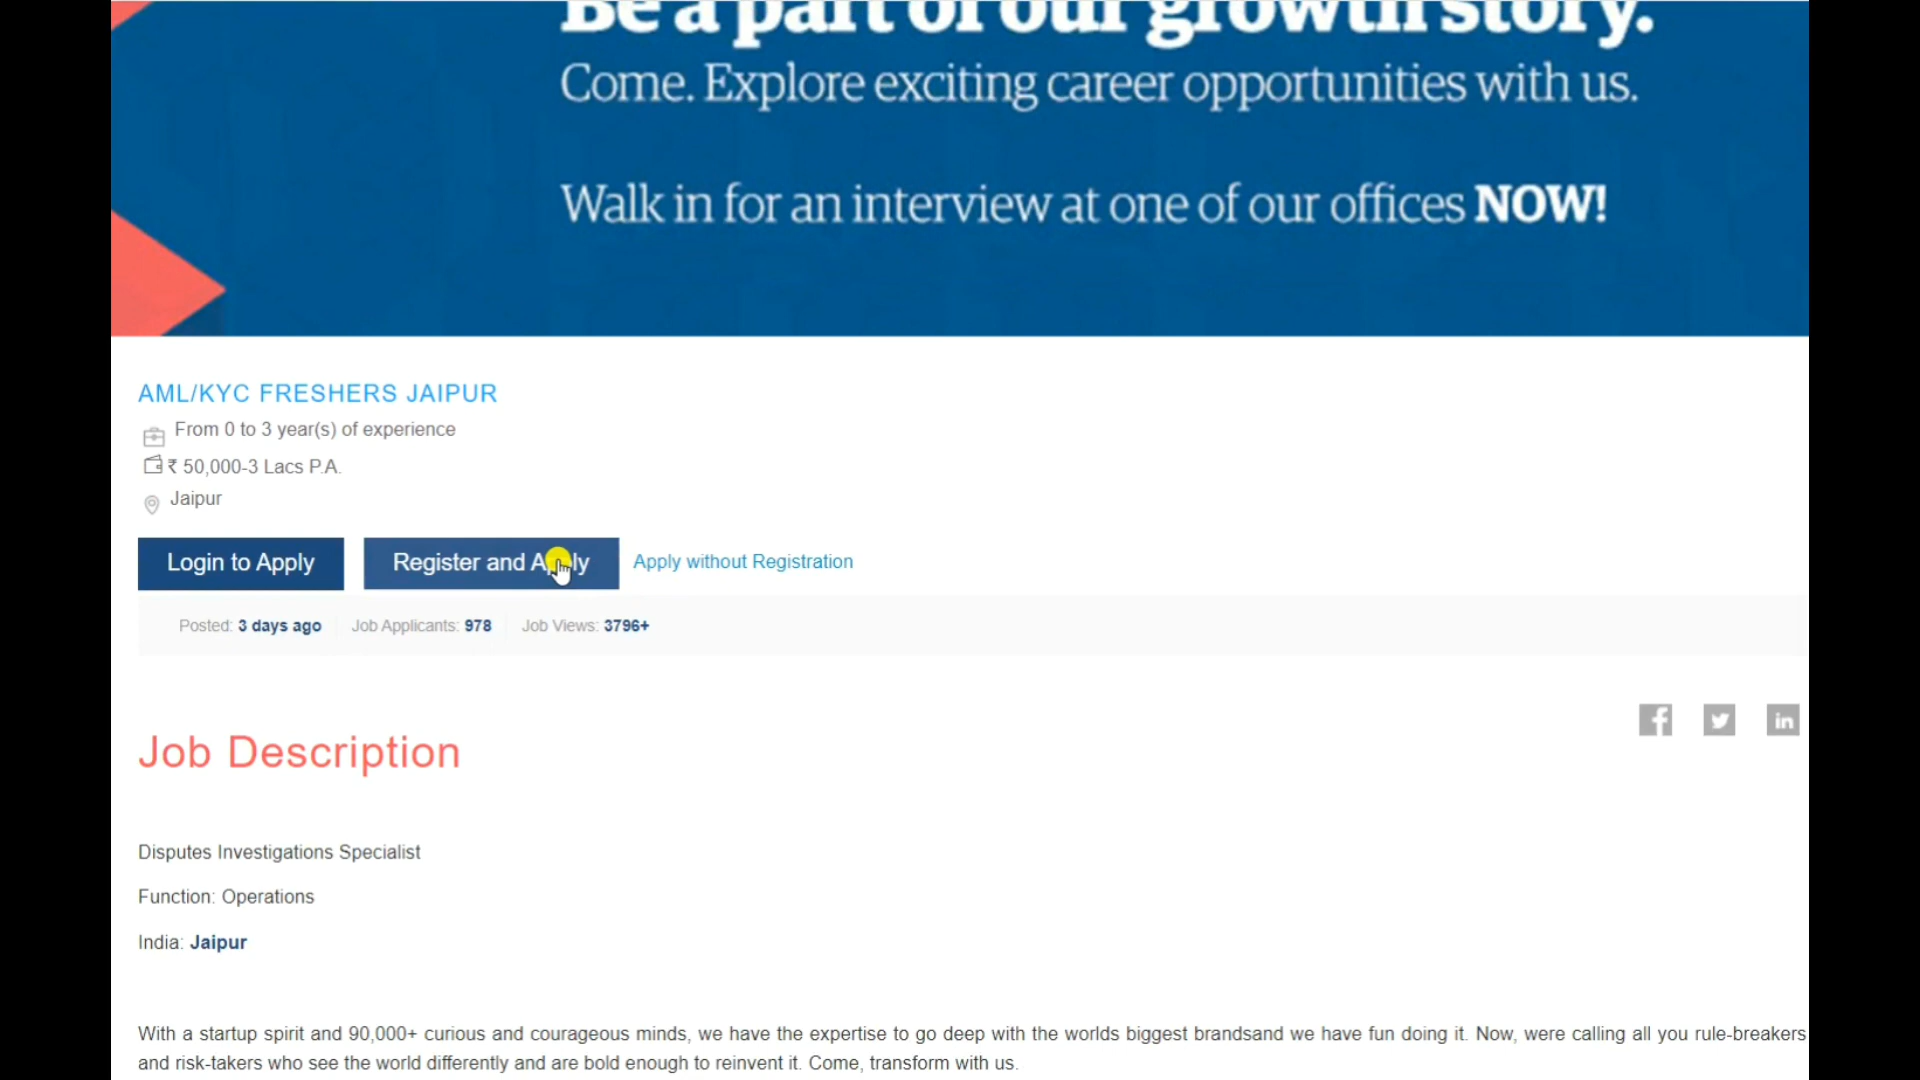 Be a part of our growth story.
Come. Explore exciting career opportunities with us.
Walk in for an interview at one of our offices NOW!
AML/KYC FRESHERS JAIPUR
From 0 to 3 year(s) of experience
₹ 50,000-3 Lacs P.A.
Jaipur
Login to Apply Register and Apply Apply without Registration
Posted: 3 days ago Job Applicants: 978 Job Views: 3796+
Job Description
Disputes Investigations Specialist
Function: Operations
India: Jaipur
With a startup spirit and 90,000+ curious and courageous minds, we have the expertise to go deep with the worlds biggest brandsand we have fun doing it. Now, were calling all you rule-breakers
and risk-takers who see the world differently and are bold enough to reinvent it. Come, transform with us.